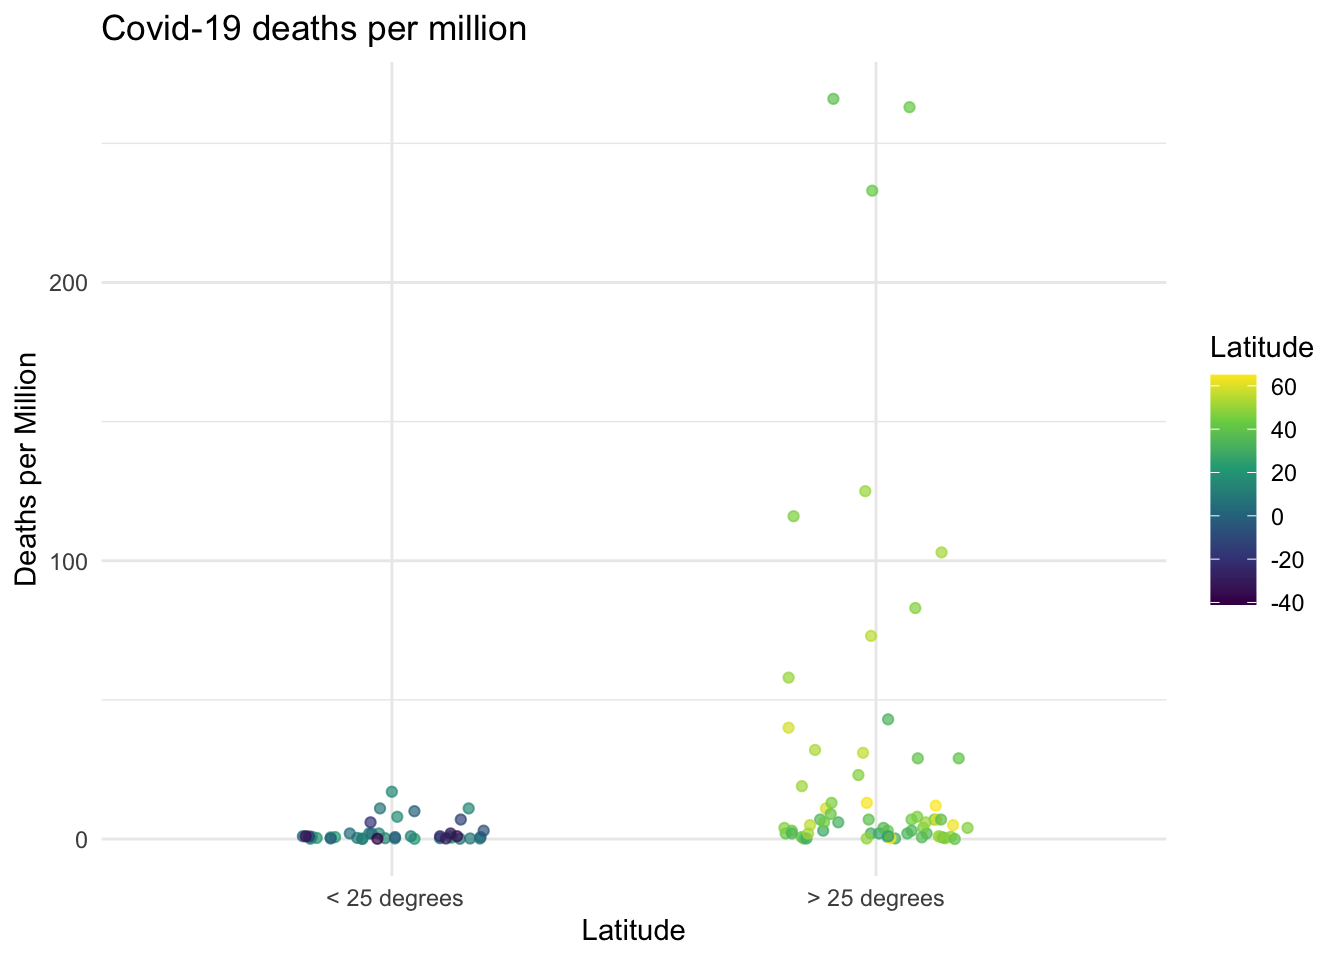 Covid-19 deaths per million
Deaths per Million
200
100
0
< 25 degrees
> 25 degrees
Latitude
Latitude
60
40
20
0
-20
-40